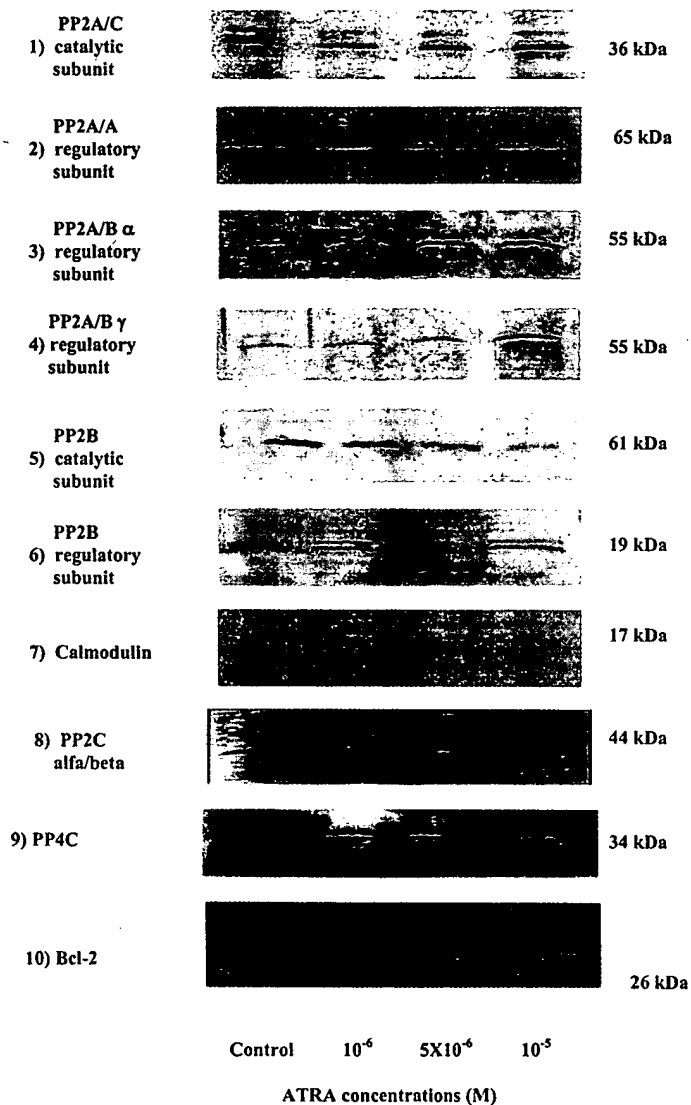 PP2A/C
1) catalytic
subunit
36 kDa
PP2A/A
2) regulatory
subunit
65 kDa
PP2A/B α
3) regulatory
subunit
55 kDa
PP2A/B γ
4) regulatory
subunit
55 kDa
PP2B
5) catalytic
subunit
61 kDa
PP2B
6) regulatory
subunit
19 kDa
7) Calmodulin
17 kDa
8) PP2C
alfa/beta
44 kDa
9) PP4C
34 kDa
10) Bcl-2
26 kDa
Control 10⁻⁶ 5X10⁻⁶ 10⁻⁵
ATRA concentrations (M)